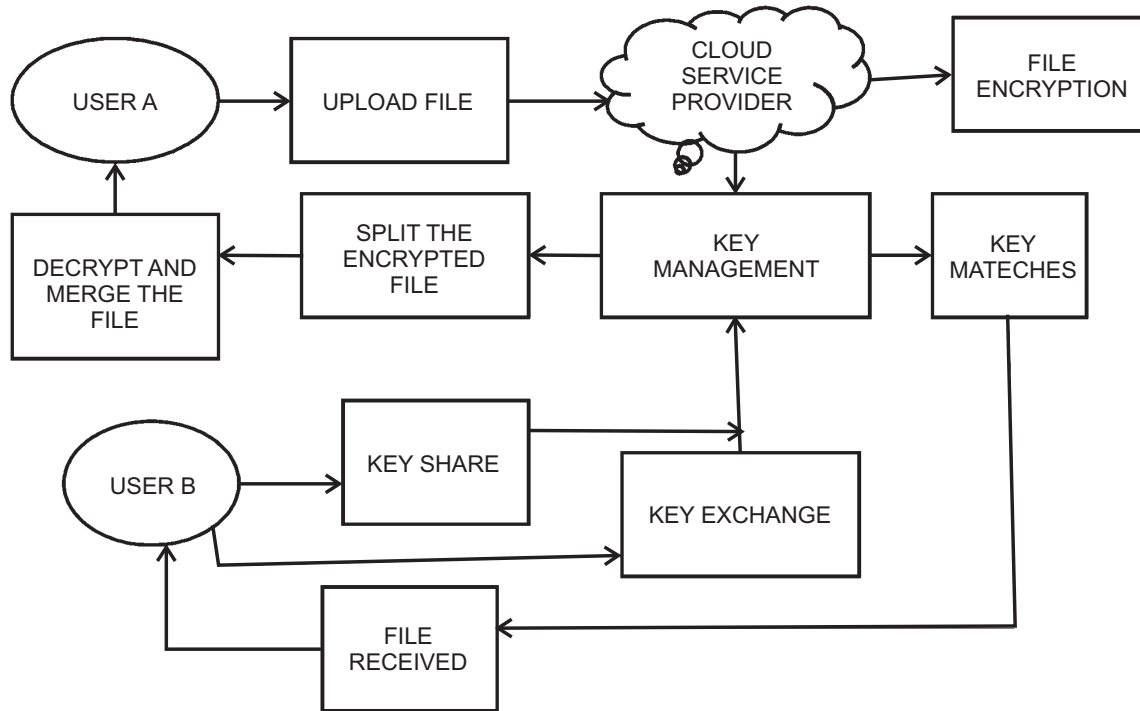 USER A
UPLOAD FILE
CLOUD
SERVICE
PROVIDER
FILE
ENCRYPTION
DECRYPT AND
MERGE THE
FILE
SPLIT THE
ENCRYPTED
FILE
KEY
MANAGEMENT
KEY
MATECHES
USER B
KEY SHARE
KEY EXCHANGE
FILE
RECEIVED